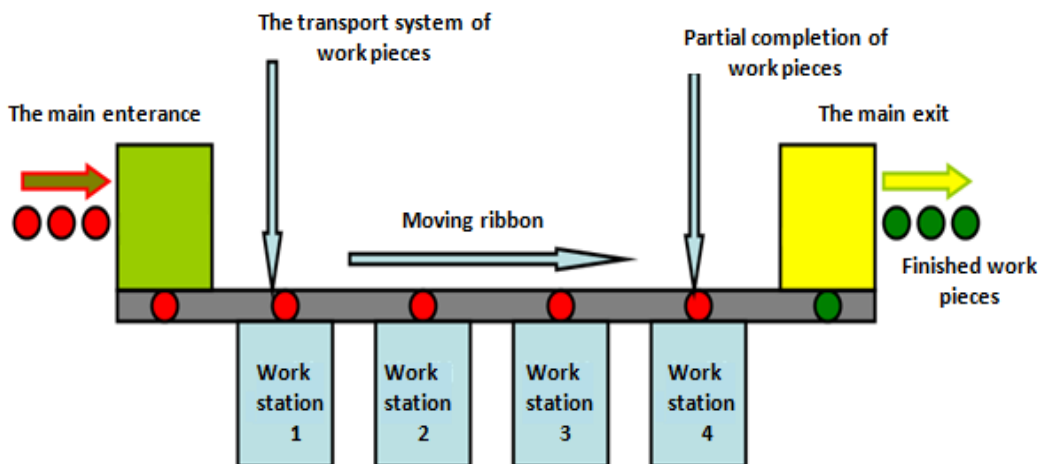 The transport system of
work pieces
Partial completion of
work pieces
The main enterance
The main exit
Moving ribbon
Finished work
pieces
Work
station
1
Work
station
2
Work
station
3
Work
station
4